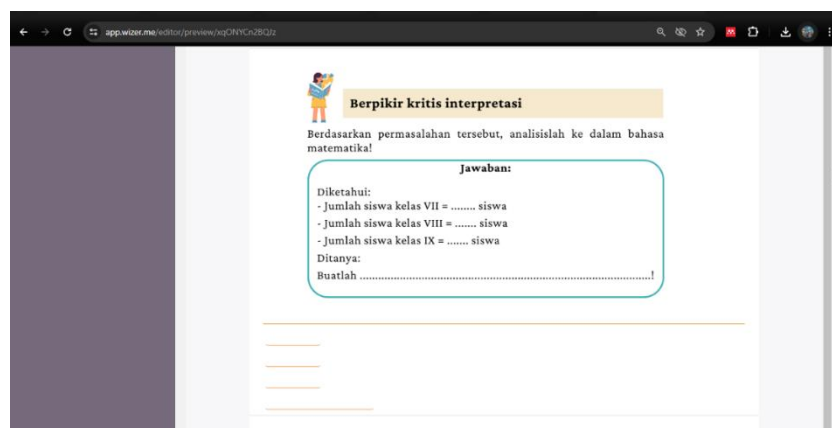 app.wizer.me/editor/preview/xqONYCn2BQJz
Berpikir kritis interpretasi
Berdasarkan permasalahan tersebut, analisislah ke dalam bahasa
matematika!
Jawaban:
Diketahui:
- Jumlah siswa kelas VII = ........ siswa
- Jumlah siswa kelas VIII = ....... siswa
- Jumlah siswa kelas IX = ....... siswa
Ditanya:
Buatlah ..............................................................................................!